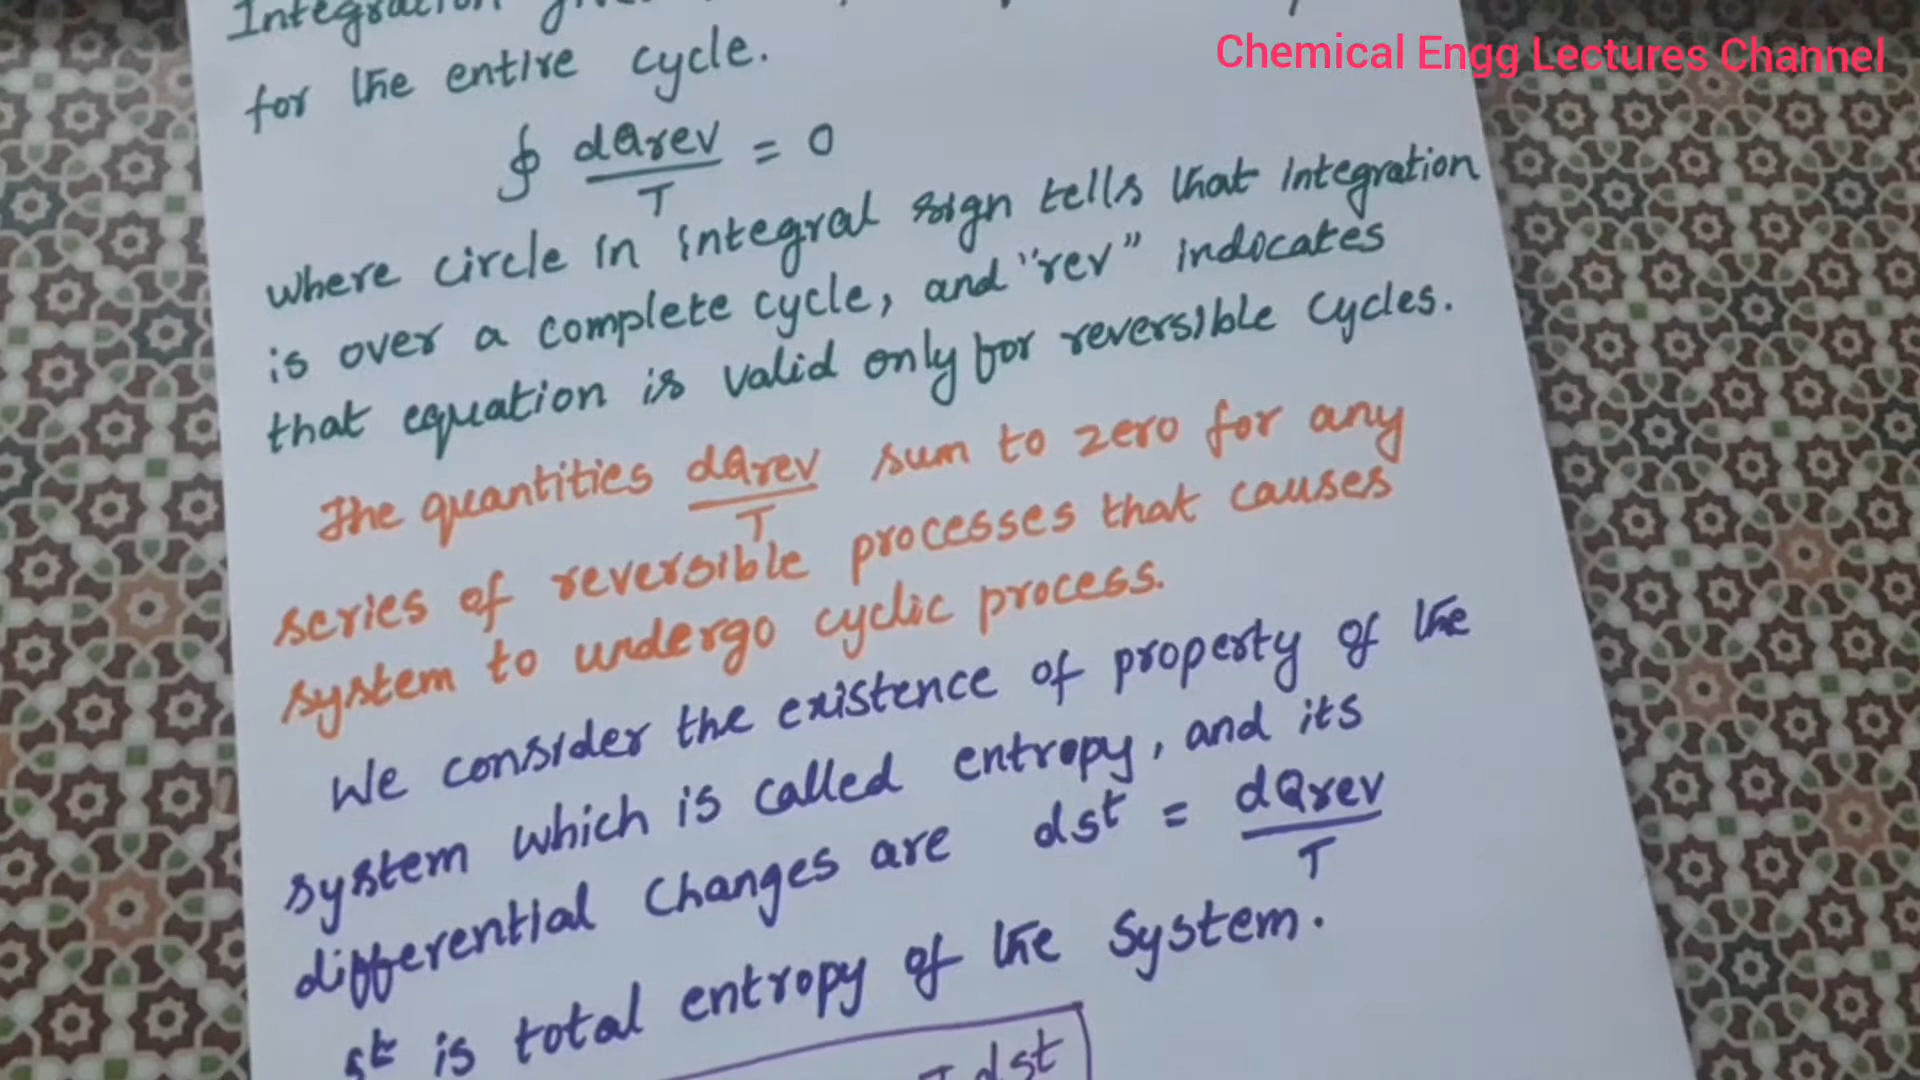 Chemical Engg Lectures Channel
Integration
for the entire cycle.
∮ dQrev/T = 0
where circle in integral sign tells that integration
is over a complete cycle, and "rev" indicates
that equation is valid only for reversible cycles.
The quantities dQrev/T sum to zero for any
series of reversible processes that causes
system to undergo cyclic process.
We consider the existence of property of the
system which is called entropy, and its
differential changes are dst = dQrev/T
st is total entropy of the system.
dst